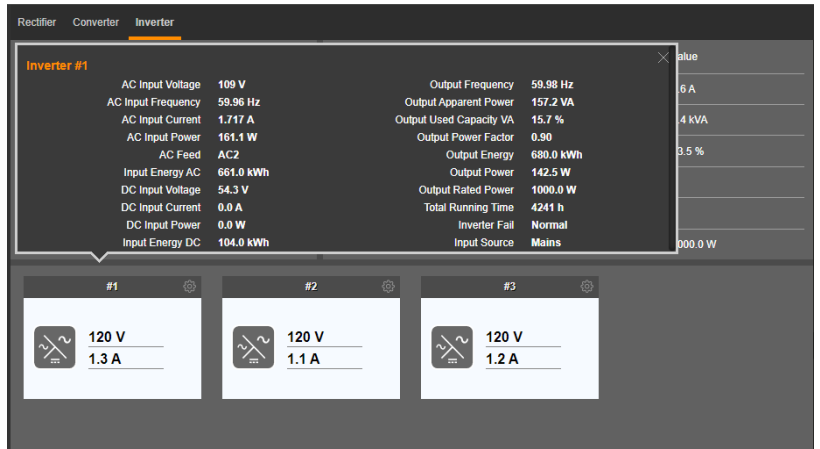 Rectifier Converter Inverter
Inverter #1
AC Input Voltage 109 V Output Frequency 59.98 Hz
AC Input Frequency 59.96 Hz Output Apparent Power 157.2 VA
AC Input Current 1.717 A Output Used Capacity VA 15.7 %
AC Input Power 161.1 W Output Power Factor 0.90
AC Feed AC2 Output Energy 680.0 kWh
Input Energy AC 661.0 kWh Output Power 142.5 W
DC Input Voltage 54.3 V Output Rated Power 1000.0 W
DC Input Current 0.0 A Total Running Time 4241 h
DC Input Power 0.0 W Inverter Fail Normal
Input Energy DC 104.0 kWh Input Source Mains
alue
.6 A
.4 kVA
3.5 %
000.0 W
#1 #2 #3
120 V 120 V 120 V
1.3 A 1.1 A 1.2 A